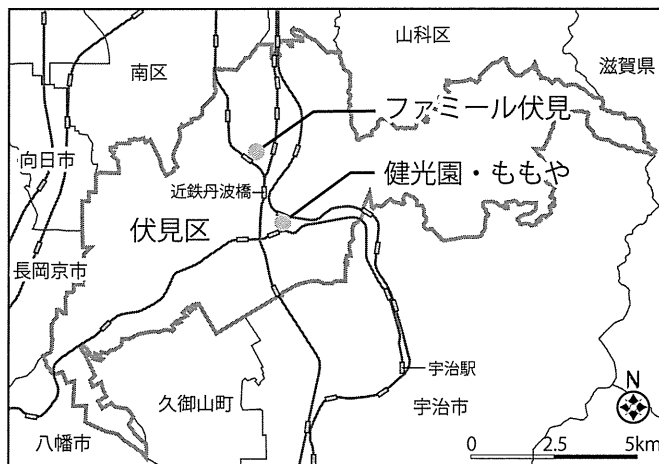 山科区
滋賀県
南区
ファミール伏見
向日市
健光園・ももや
近鉄丹波橋
伏見区
長岡京市
宇治駅
N
久御山町
宇治市
八幡市
0 2.5 5km